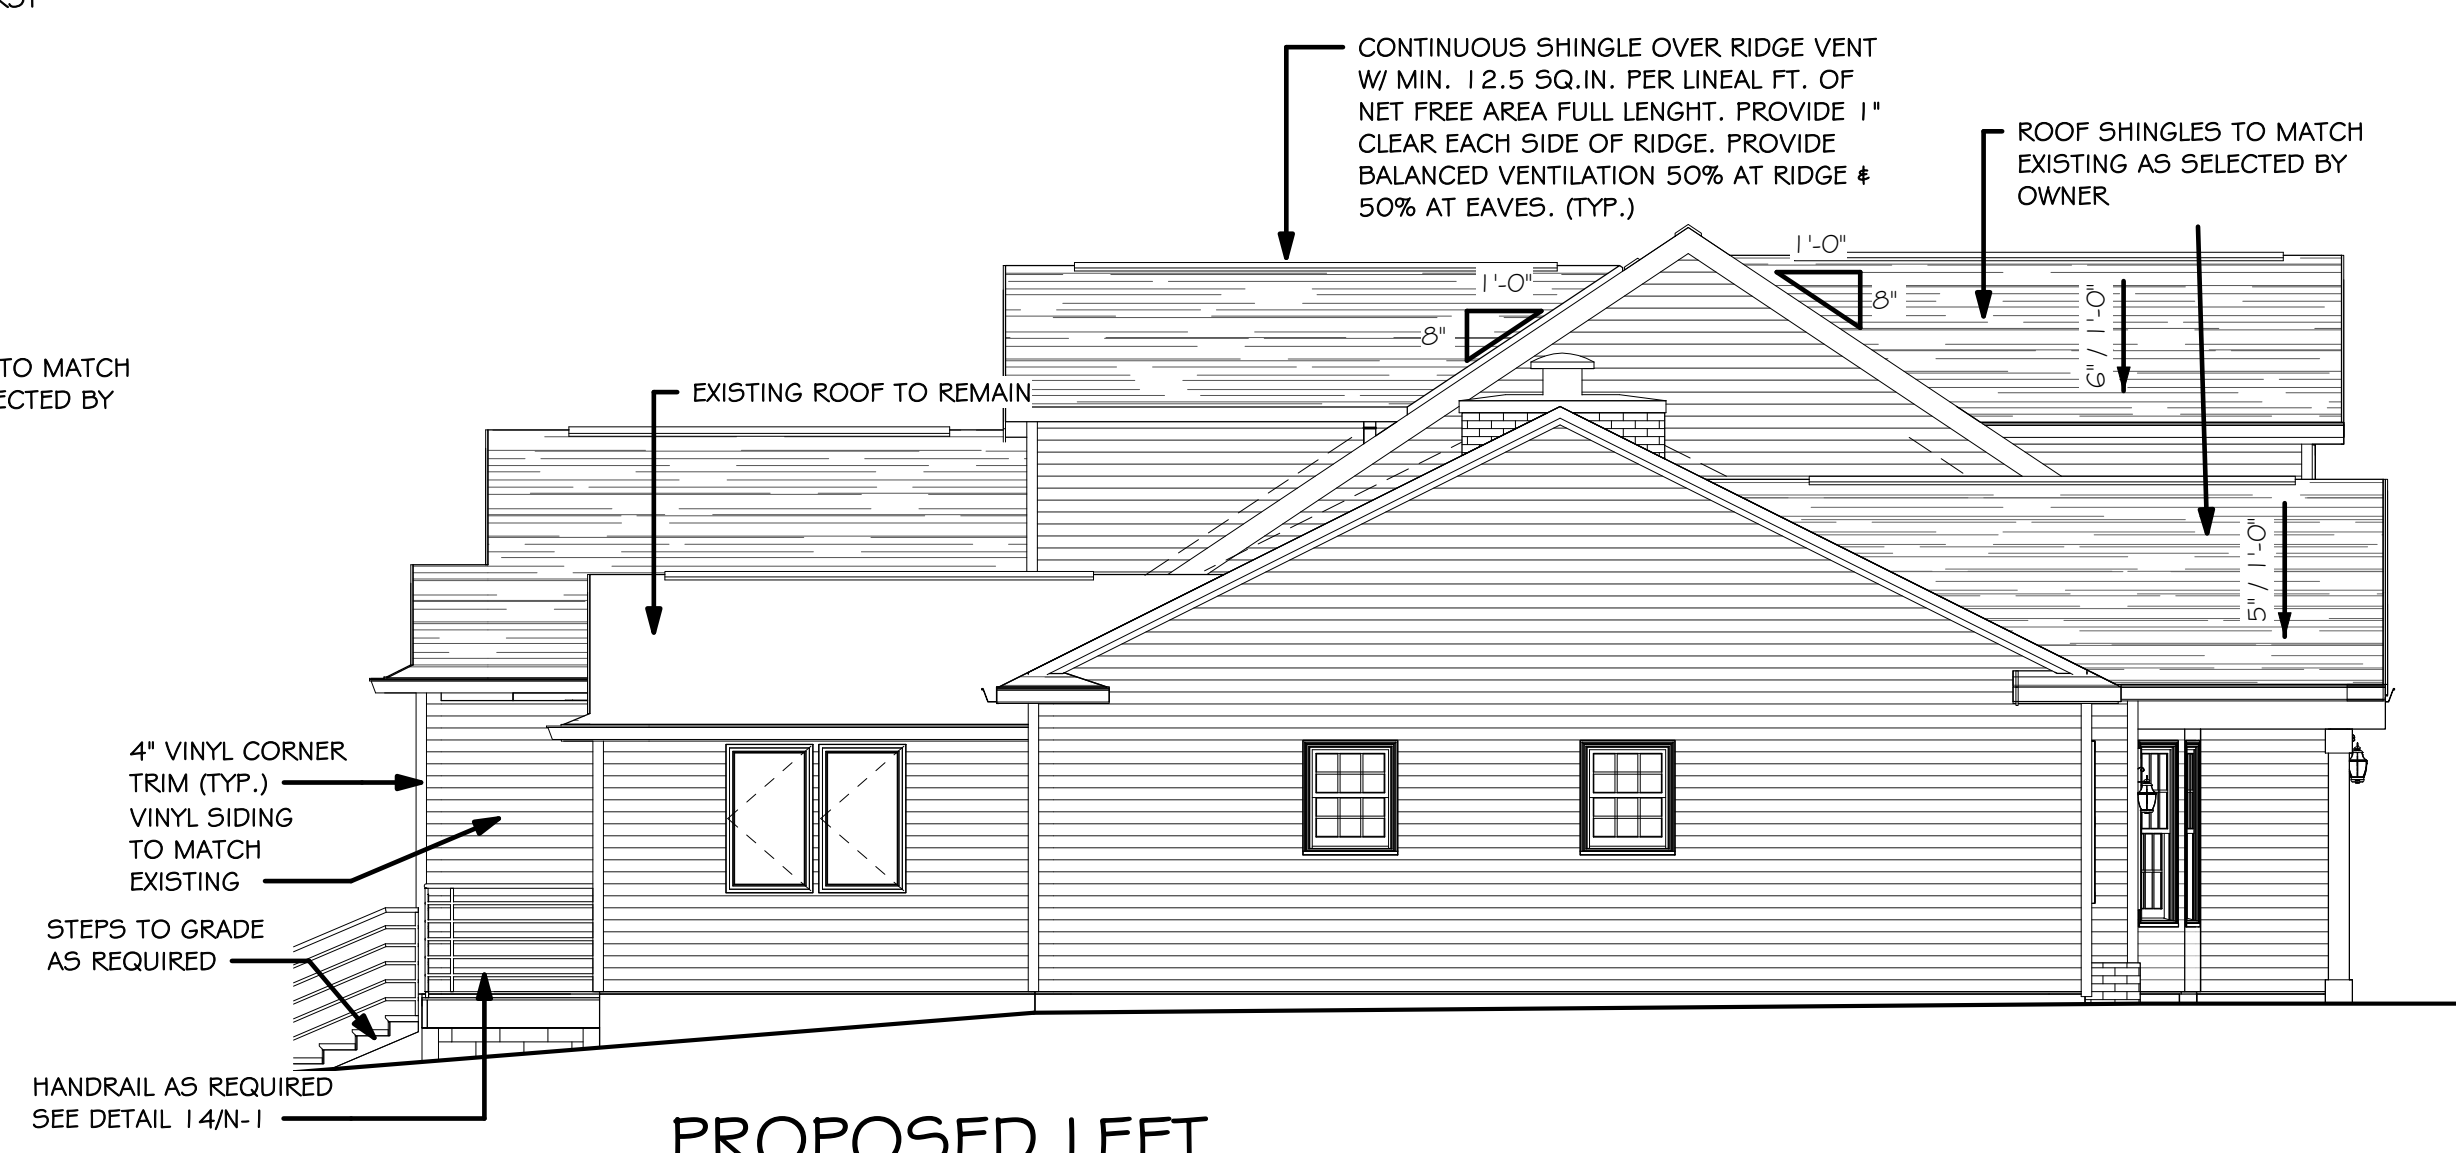 CONTINUOUS SHINGLE OVER RIDGE VENT
W/ MIN. 12.5 SQ.IN. PER LINEAL FT. OF
NET FREE AREA FULL LENGHT. PROVIDE 1"
CLEAR EACH SIDE OF RIDGE. PROVIDE
BALANCED VENTILATION 50% AT RIDGE &
50% AT EAVES. (TYP.)
ROOF SHINGLES TO MATCH
EXISTING AS SELECTED BY
OWNER
1'-0"
8"
1'-0"
8"
6" / 1'-0"
5" / 1'-0"
TO MATCH
ECTED BY
EXISTING ROOF TO REMAIN
4" VINYL CORNER
TRIM (TYP.)
VINYL SIDING
TO MATCH
EXISTING
STEPS TO GRADE
AS REQUIRED
HANDRAIL AS REQUIRED
SEE DETAIL 14/N-1
PROPOSED LEFT